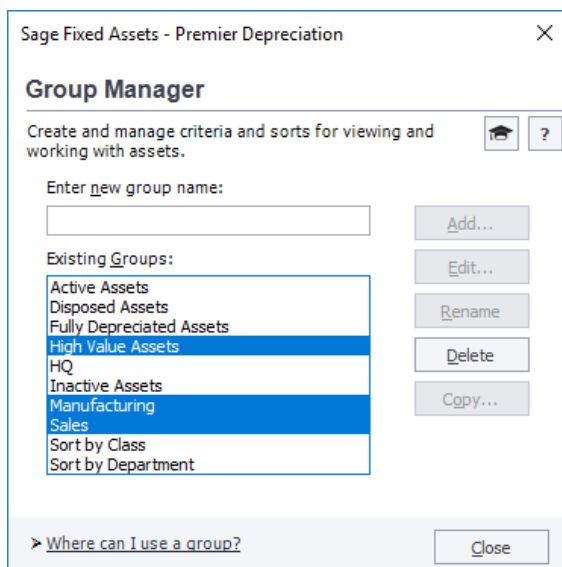 Sage Fixed Assets - Premier Depreciation
Group Manager
Create and manage criteria and sorts for viewing and
working with assets.
?
Enter new group name:
Add...
Existing Groups:
Edit...
Active Assets
Disposed Assets
Rename
Fully Depreciated Assets
High Value Assets
Delete
HQ
Inactive Assets
Copy...
Manufacturing
Sales
Sort by Class
Sort by Department
Where can I use a group?
Close